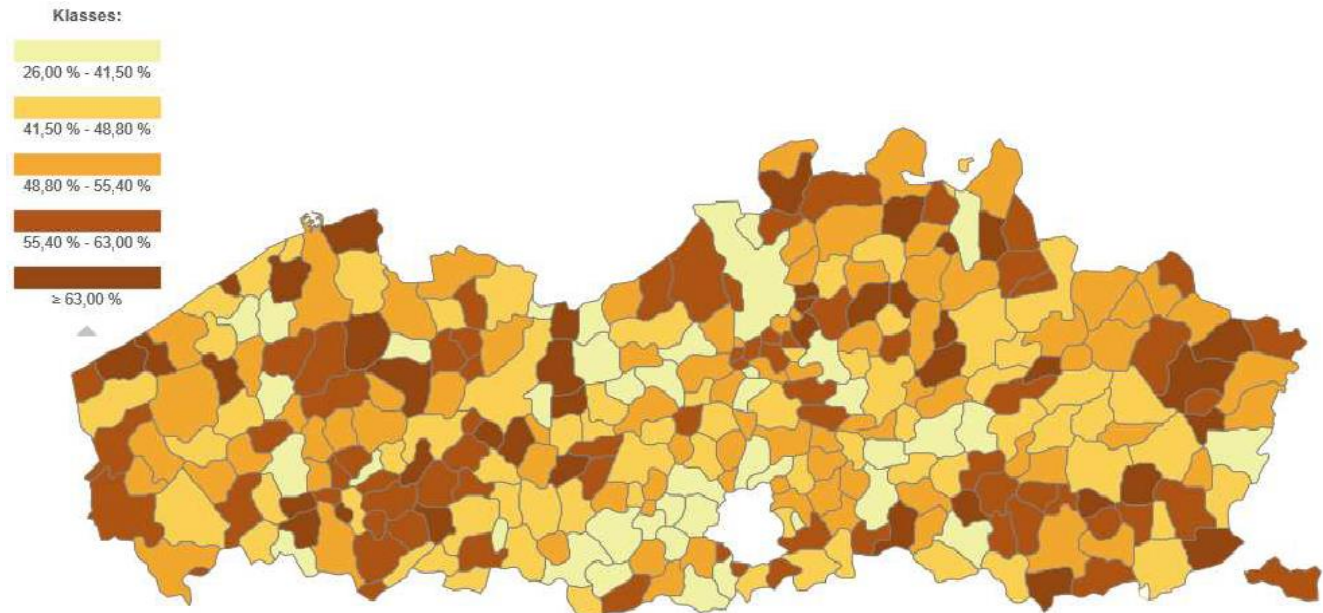 Klasses:
26,00 % - 41,50 %
41,50 % - 48,80 %
48,80 % - 55,40 %
55,40 % - 63,00 %
≥ 63,00 %